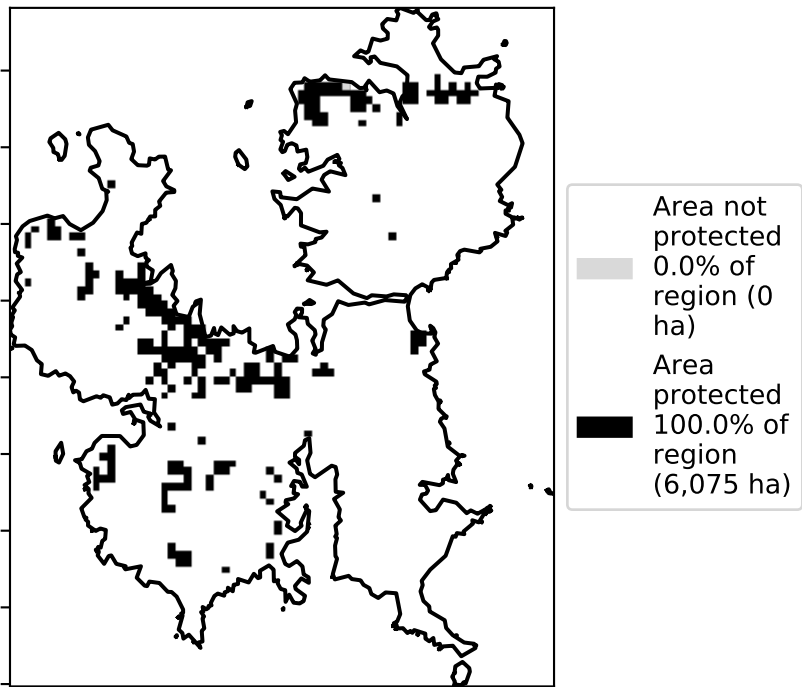 Area not
protected
0.0% of
region (0
ha)
Area
protected
100.0% of
region
(6,075 ha)